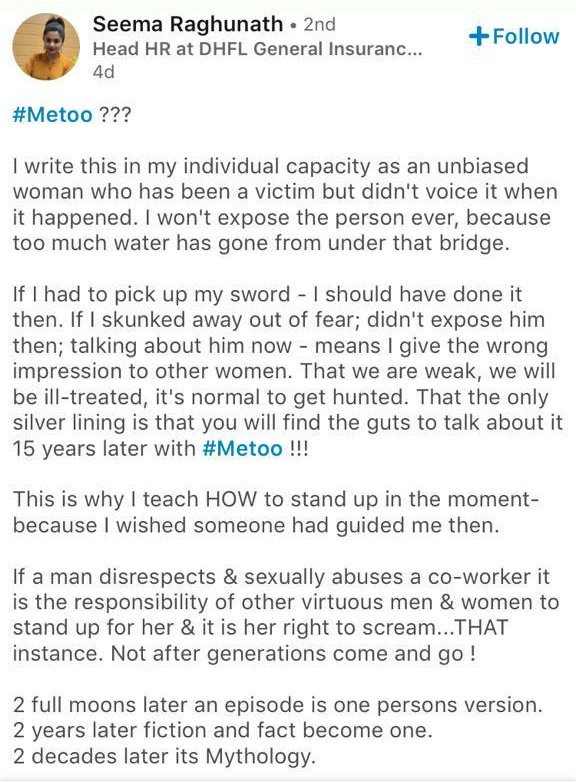 Seema Raghunath • 2nd
+Follow
Head HR at DHFL General Insuranc...
4d
#Metoo ???
I write this in my individual capacity as an unbiased
woman who has been a victim but didn't voice it when
it happened. I won't expose the person ever, because
too much water has gone from under that bridge.
If I had to pick up my sword - I should have done it
then. If I skunked away out of fear; didn't expose him
then; talking about him now - means I give the wrong
impression to other women. That we are weak, we will
be ill-treated, it's normal to get hunted. That the only
silver lining is that you will find the guts to talk about it
15 years later with #Metoo !!!
This is why I teach HOW to stand up in the moment-
because I wished someone had guided me then.
If a man disrespects & sexually abuses a co-worker it
is the responsibility of other virtuous men & women to
stand up for her & it is her right to scream...THAT
instance. Not after generations come and go !
2 full moons later an episode is one persons version.
2 years later fiction and fact become one.
2 decades later its Mythology.